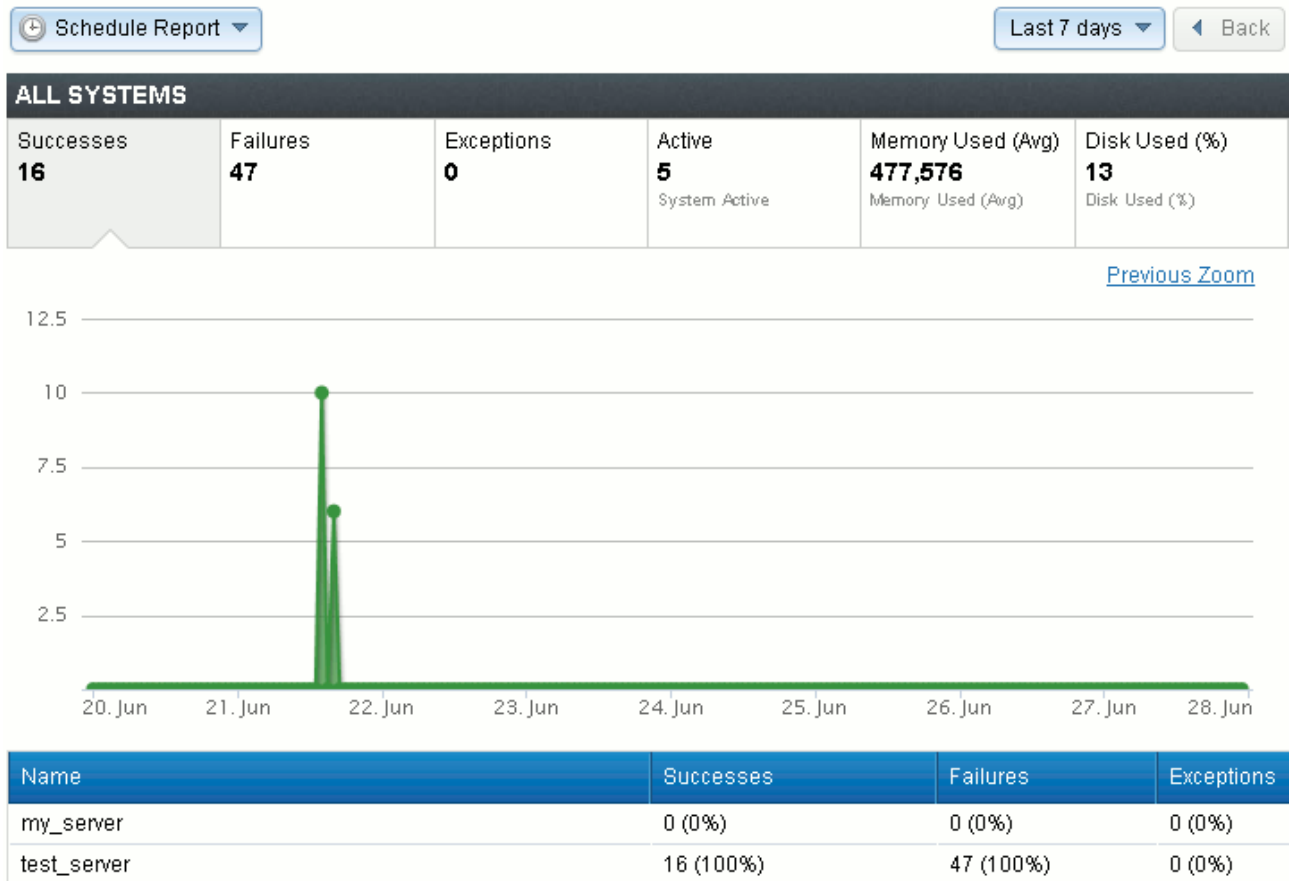 Schedule Report
Last 7 days
Back
ALL SYSTEMS
Successes Failures Exceptions Active Memory Used (Avg) Disk Used (%)
16 47 0 5 477,576 13
System Active Memory Used (Avg) Disk Used (%)
Previous Zoom
12.5
10
7.5
5
2.5
20. Jun 21. Jun 22. Jun 23. Jun 24. Jun 25. Jun 26. Jun 27. Jun 28. Jun
Name Successes Failures Exceptions
my_server 0 (0%) 0 (0%) 0 (0%)
test_server 16 (100%) 47 (100%) 0 (0%)